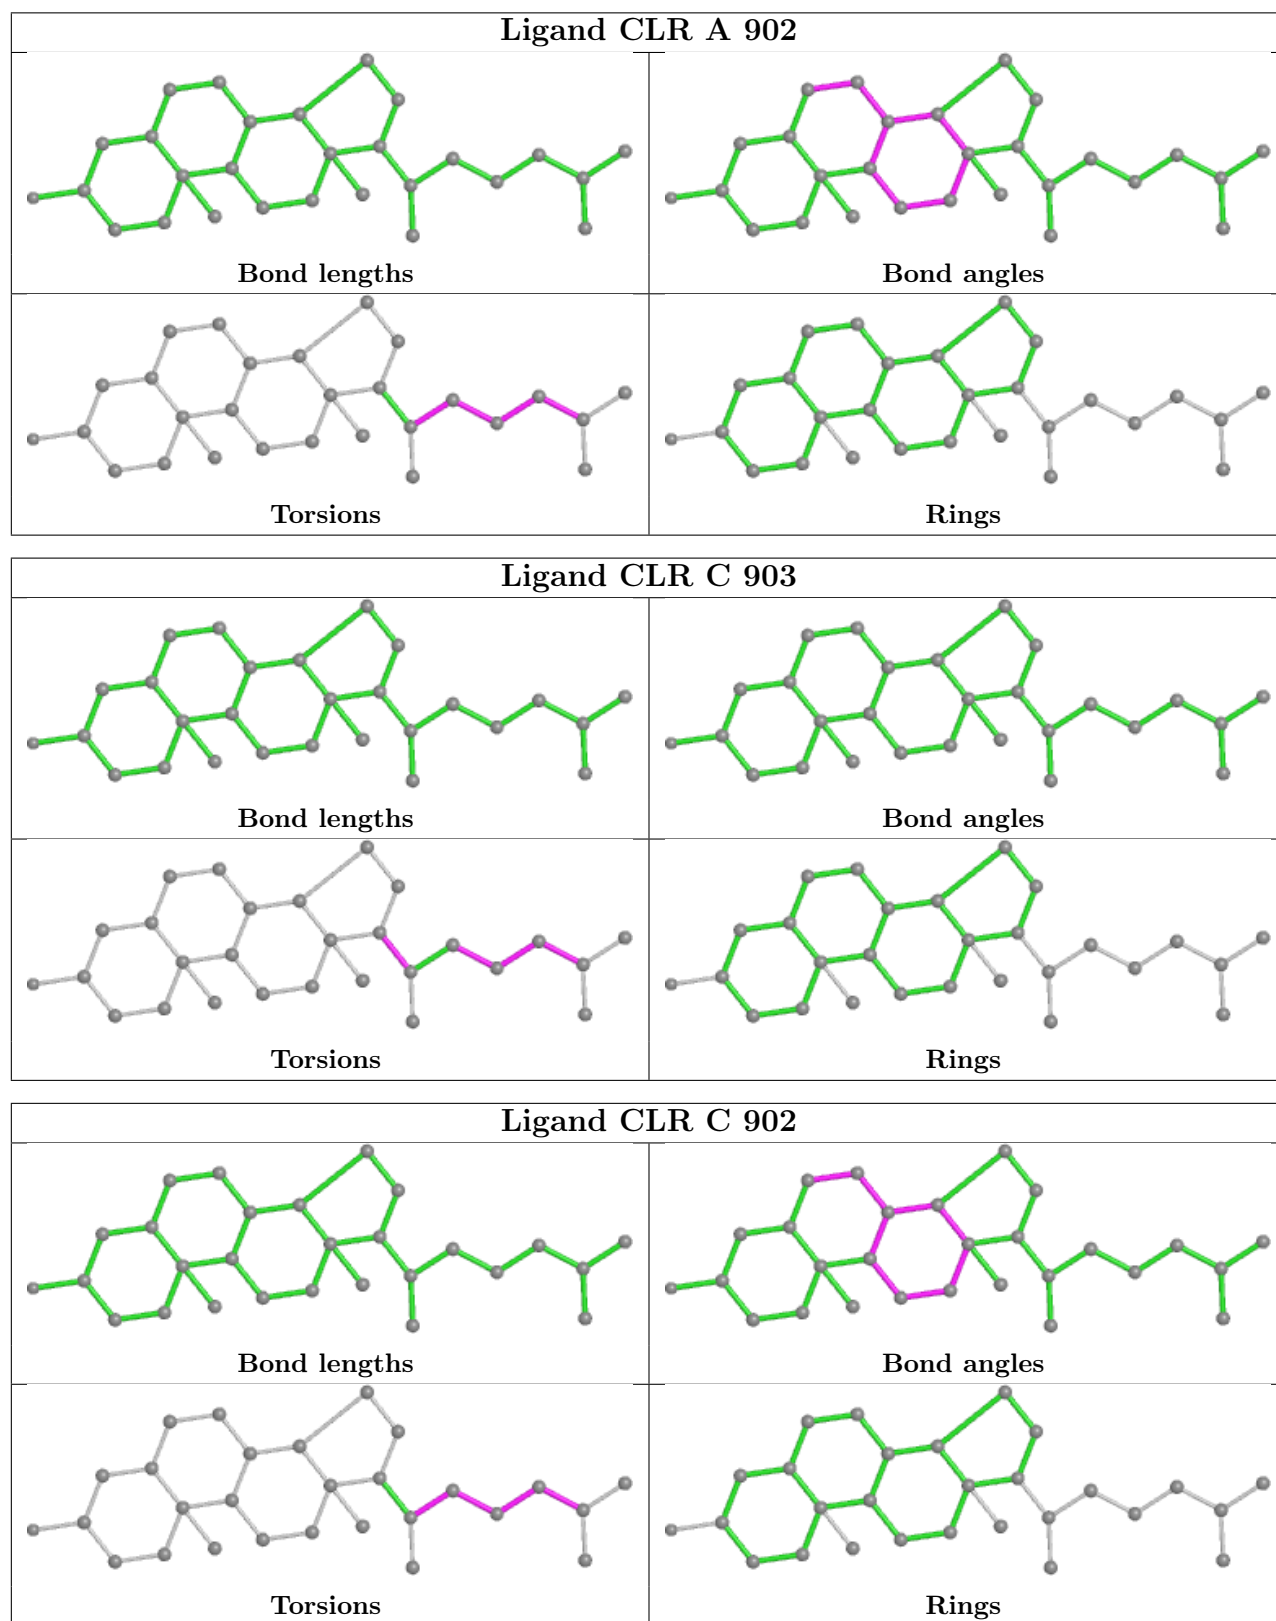 Ligand CLR A 902
Bond lengths
Bond angles
Torsions
Rings
Ligand CLR C 903
Bond lengths
Bond angles
Torsions
Rings
Ligand CLR C 902
Bond lengths
Bond angles
Torsions
Rings